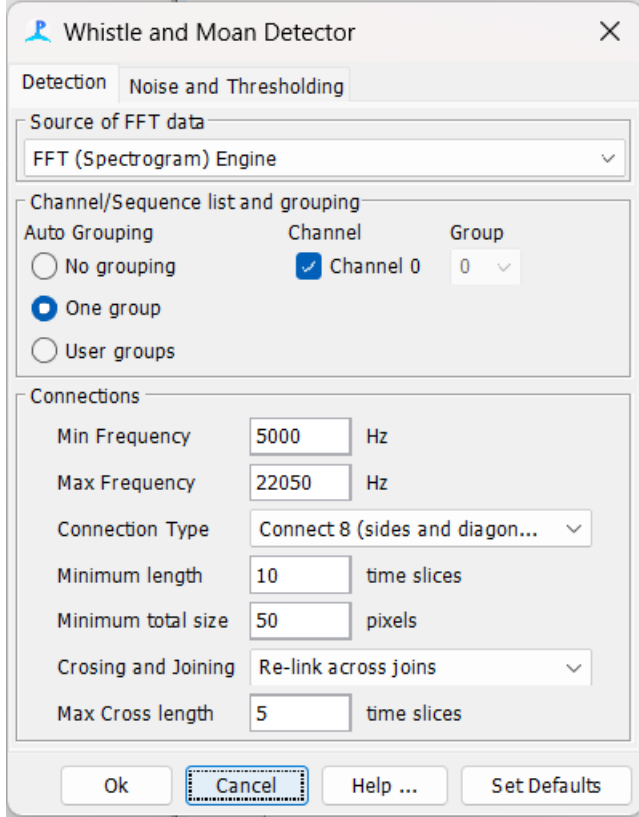 Whistle and Moan Detector
Detection Noise and Thresholding
Source of FFT data
FFT (Spectrogram) Engine
Channel/Sequence list and grouping
Auto Grouping Channel Group
No grouping Channel 0 0
One group
User groups
Connections
Min Frequency 5000 Hz
Max Frequency 22050 Hz
Connection Type Connect 8 (sides and diagon...
Minimum length 10 time slices
Minimum total size 50 pixels
Crosing and Joining Re-link across joins
Max Cross length 5 time slices
Ok Cancel Help ... Set Defaults